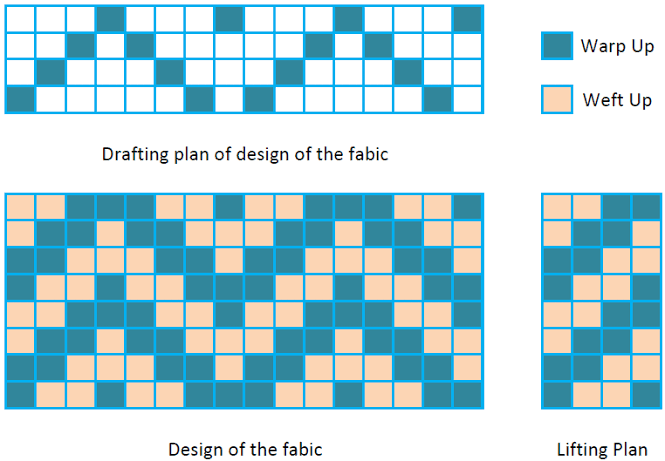 Warp Up
Weft Up
Drafting plan of design of the fabic
Design of the fabic
Lifting Plan